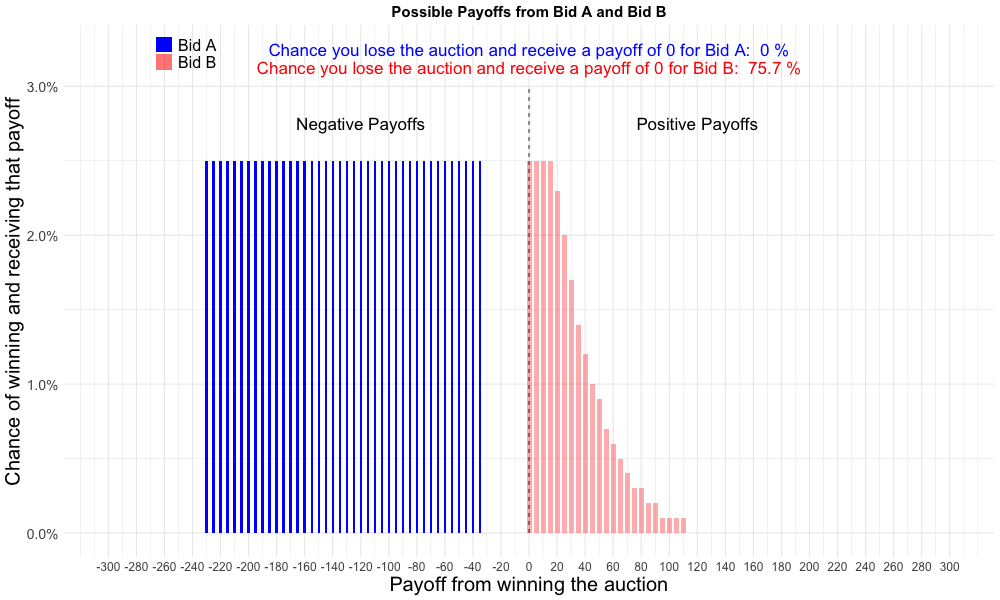 Possible Payoffs from Bid A and Bid B
Bid A
Bid B
Chance you lose the auction and receive a payoff of 0 for Bid A:  0 %
Chance you lose the auction and receive a payoff of 0 for Bid B:  75.7 %
Negative Payoffs
Positive Payoffs
Chance of winning and receiving that payoff
3.0%
2.0%
1.0%
0.0%
-300 -280 -260 -240 -220 -200 -180 -160 -140 -120 -100 -80 -60 -40 -20 0 20 40 60 80 100 120 140 160 180 200 220 240 260 280 300
Payoff from winning the auction